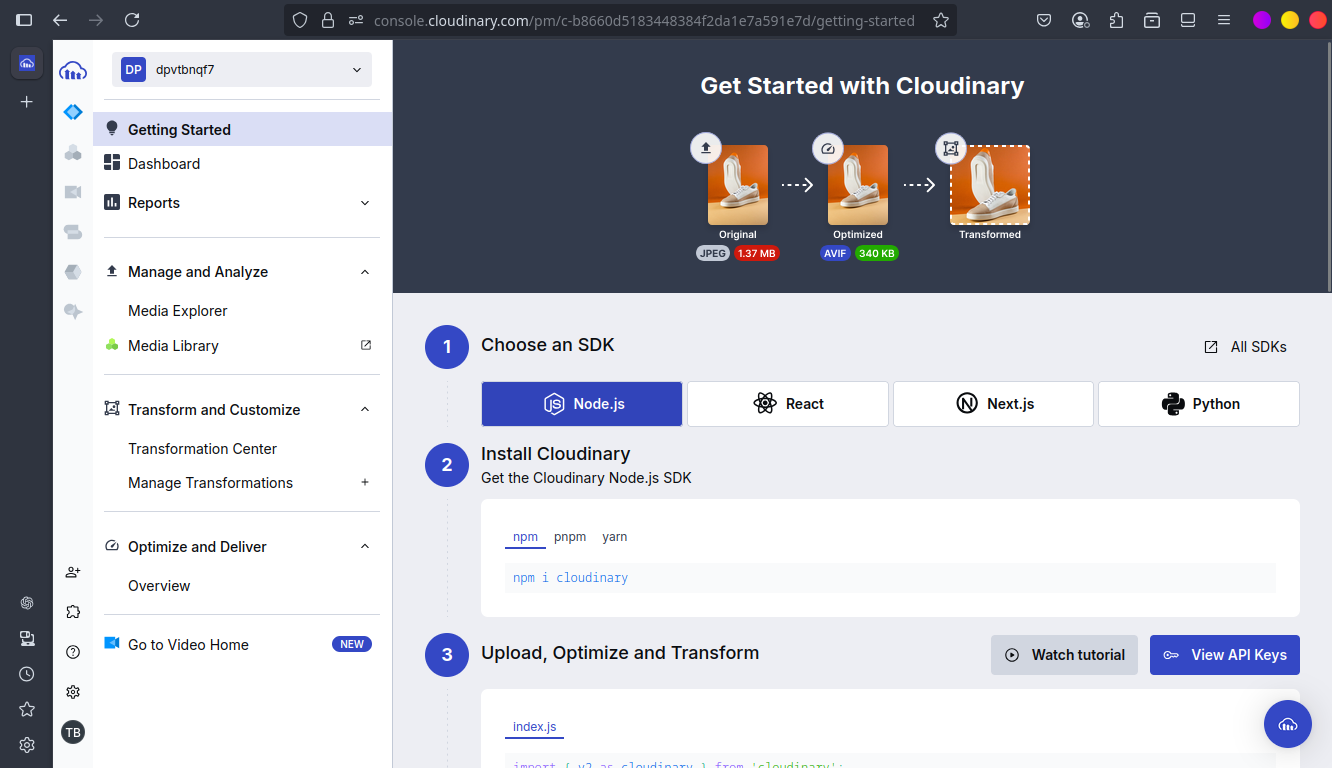 console.cloudinary.com/pm/c-b8660d5183448384f2da1e7a591e7d/getting-started
DP dpvtbnqf7
Getting Started
Dashboard
Reports
Manage and Analyze
Media Explorer
Media Library
Transform and Customize
Transformation Center
Manage Transformations
Optimize and Deliver
Overview
Go to Video Home NEW
TB
Get Started with Cloudinary
Original Optimized Transformed
JPEG 1.37 MB AVIF 340 KB
1 Choose an SDK All SDKs
Node.js React Next.js Python
2 Install Cloudinary
Get the Cloudinary Node.js SDK
npm pnpm yarn
npm i cloudinary
3 Upload, Optimize and Transform Watch tutorial View API Keys
index.js
import { v2 as cloudinary } from 'cloudinary';